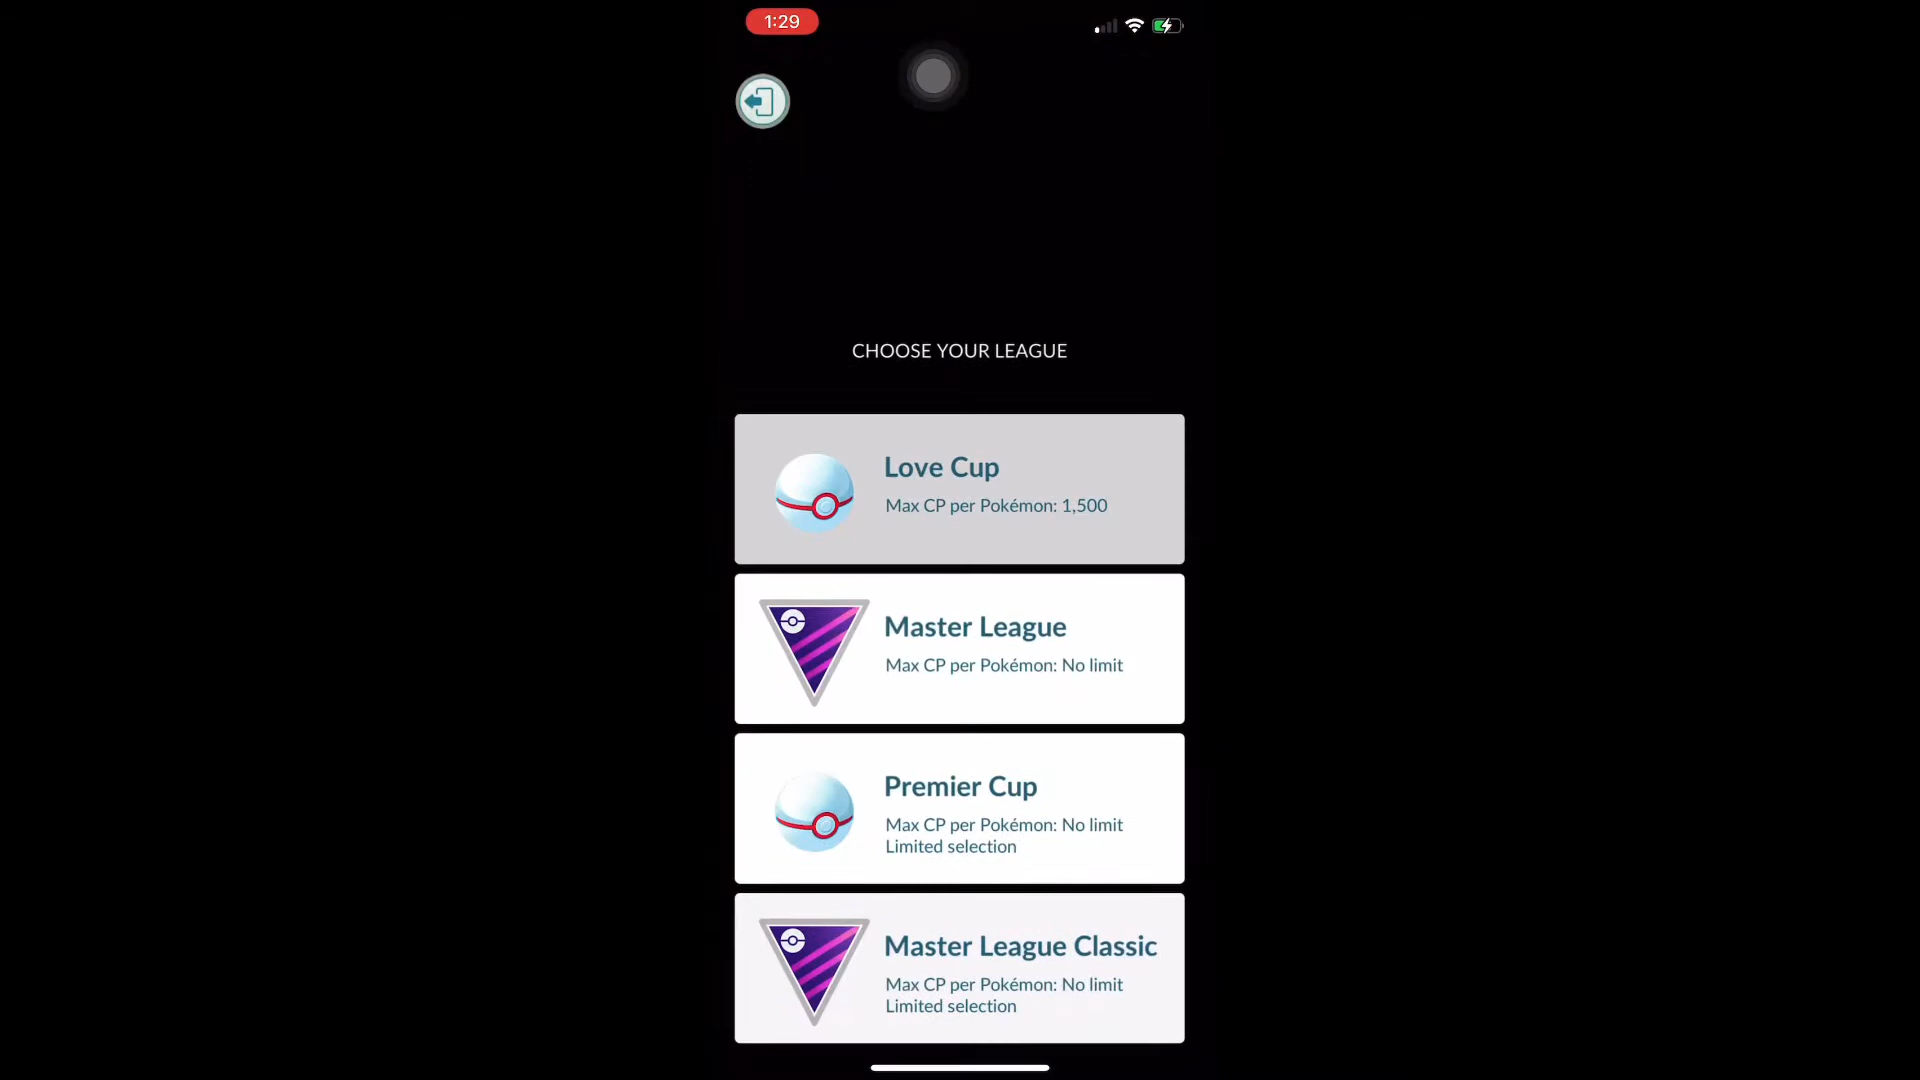 1:29
CHOOSE YOUR LEAGUE
Love Cup
Max CP per Pokémon: 1,500
Master League
Max CP per Pokémon: No limit
Premier Cup
Max CP per Pokémon: No limit
Limited selection
Master League Classic
Max CP per Pokémon: No limit
Limited selection